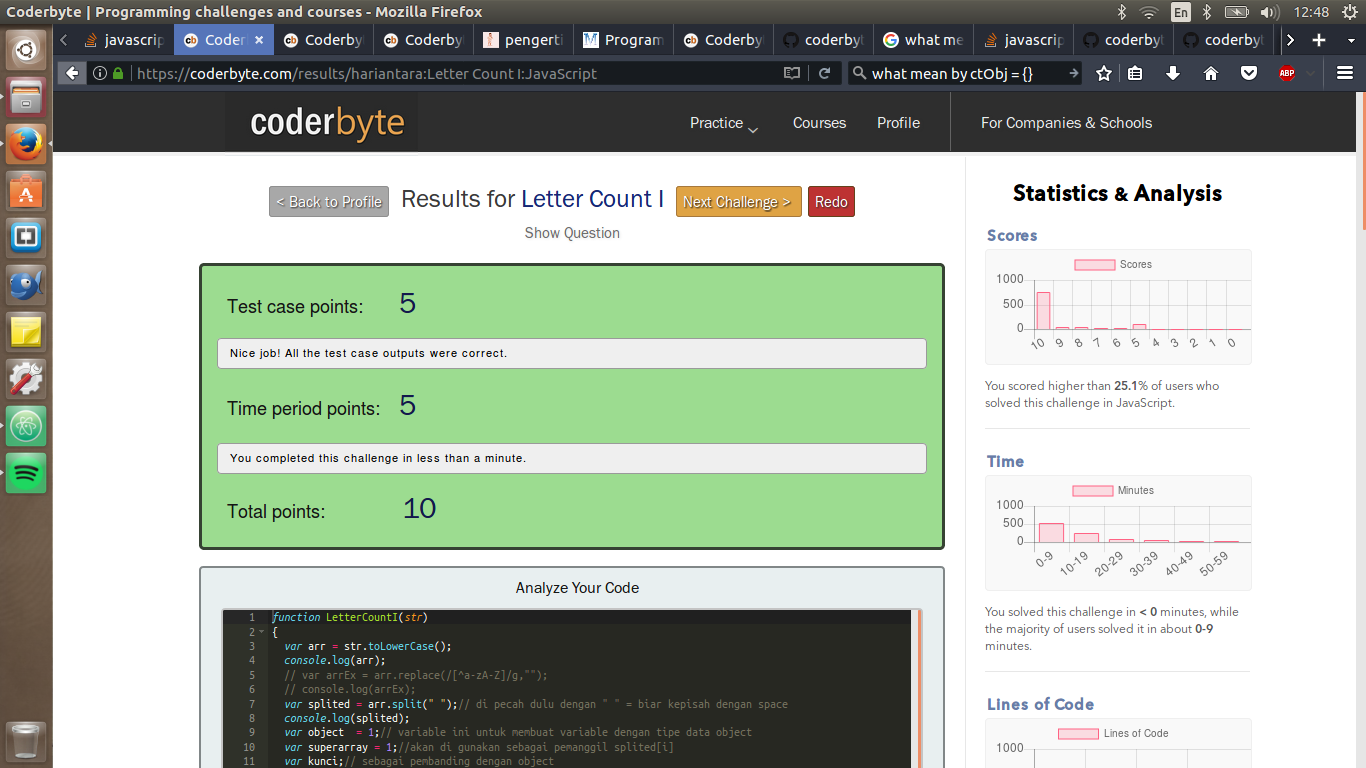 Coderbyte | Programming challenges and courses - Mozilla Firefox
En
12:48
javascrip
Coderl
Coderby
Coderby
pengerti
Program
Coderby
coderbyt
what me
javascrip
coderbyt
coderbyt
https://coderbyte.com/results/hariantara:Letter Count I:JavaScript
what mean by ctObj = {}
ABP
coderbyte
Practice
Courses
Profile
For Companies & Schools
< Back to Profile
Results for Letter Count I
Next Challenge >
Redo
Show Question
Test case points: 5
Nice job! All the test case outputs were correct.
Time period points: 5
You completed this challenge in less than a minute.
Total points: 10
Analyze Your Code
1 function LetterCountI(str)
2 {
3 var arr = str.toLowerCase();
4 console.log(arr);
5 // var arrEx = arr.replace(/[^a-zA-Z]/g,"");
6 // console.log(arrEx);
7 var splited = arr.split(" ");// di pecah dulu dengan " " = biar kepisah dengan space
8 console.log(splited);
9 var object  = 1;// variable ini untuk membuat variable dengan tipe data object
10 var superarray = 1;//akan di gunakan sebagai pemanggil splited[i]
11 var kunci;// sebagai pembanding dengan object
Statistics & Analysis
Scores
Scores
1000
500
0
10 9 8 7 6 5 4 3 2 1 0
You scored higher than 25.1% of users who
solved this challenge in JavaScript.
Time
Minutes
1000
500
0
0-9 10-19 20-29 30-39 40-49 50-59
You solved this challenge in < 0 minutes, while
the majority of users solved it in about 0-9
minutes.
Lines of Code
Lines of Code
1000